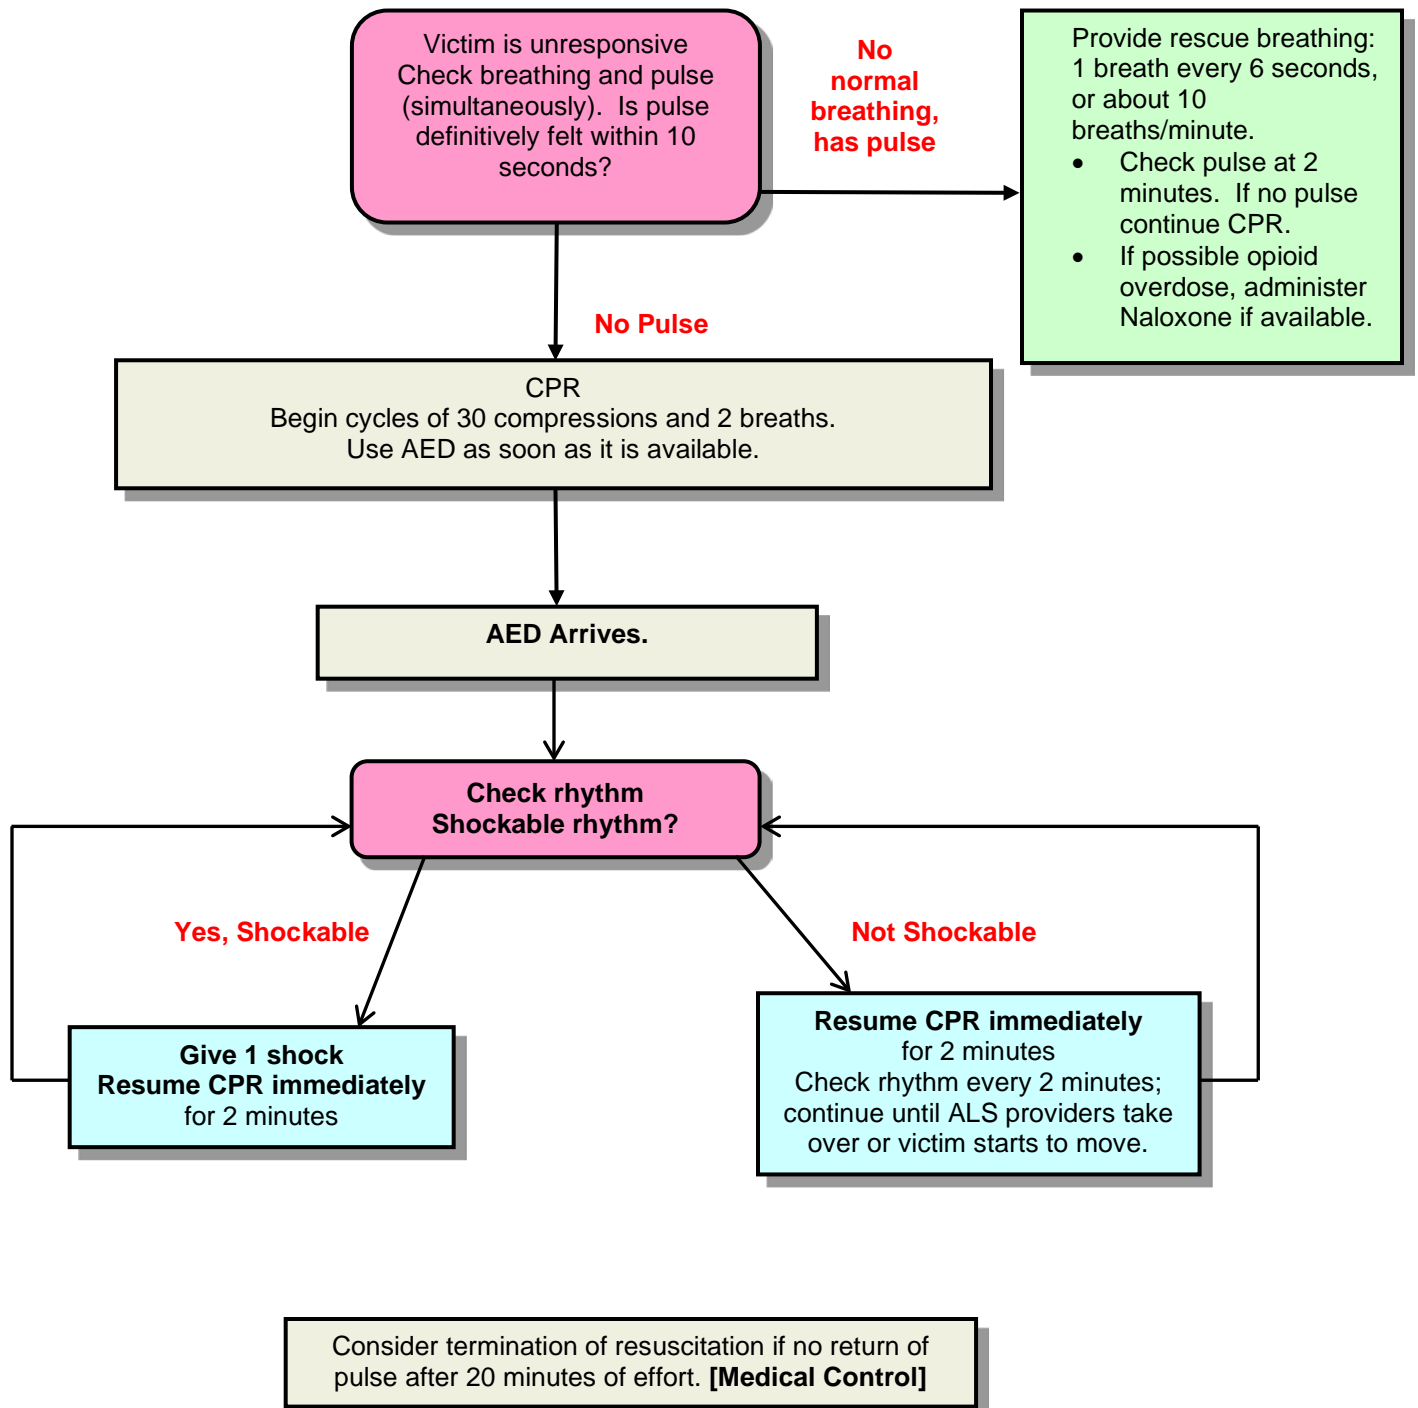 Victim is unresponsive
Check breathing and pulse
(simultaneously).  Is pulse
definitively felt within 10
seconds?
No
normal
breathing,
has pulse
Provide rescue breathing:
1 breath every 6 seconds,
or about 10
breaths/minute.
• Check pulse at 2
minutes.  If no pulse
continue CPR.
• If possible opioid
overdose, administer
Naloxone if available.
No Pulse
CPR
Begin cycles of 30 compressions and 2 breaths.
Use AED as soon as it is available.
AED Arrives.
Check rhythm
Shockable rhythm?
Yes, Shockable
Not Shockable
Give 1 shock
Resume CPR immediately
for 2 minutes
Resume CPR immediately
for 2 minutes
Check rhythm every 2 minutes;
continue until ALS providers take
over or victim starts to move.
Consider termination of resuscitation if no return of
pulse after 20 minutes of effort. [Medical Control]